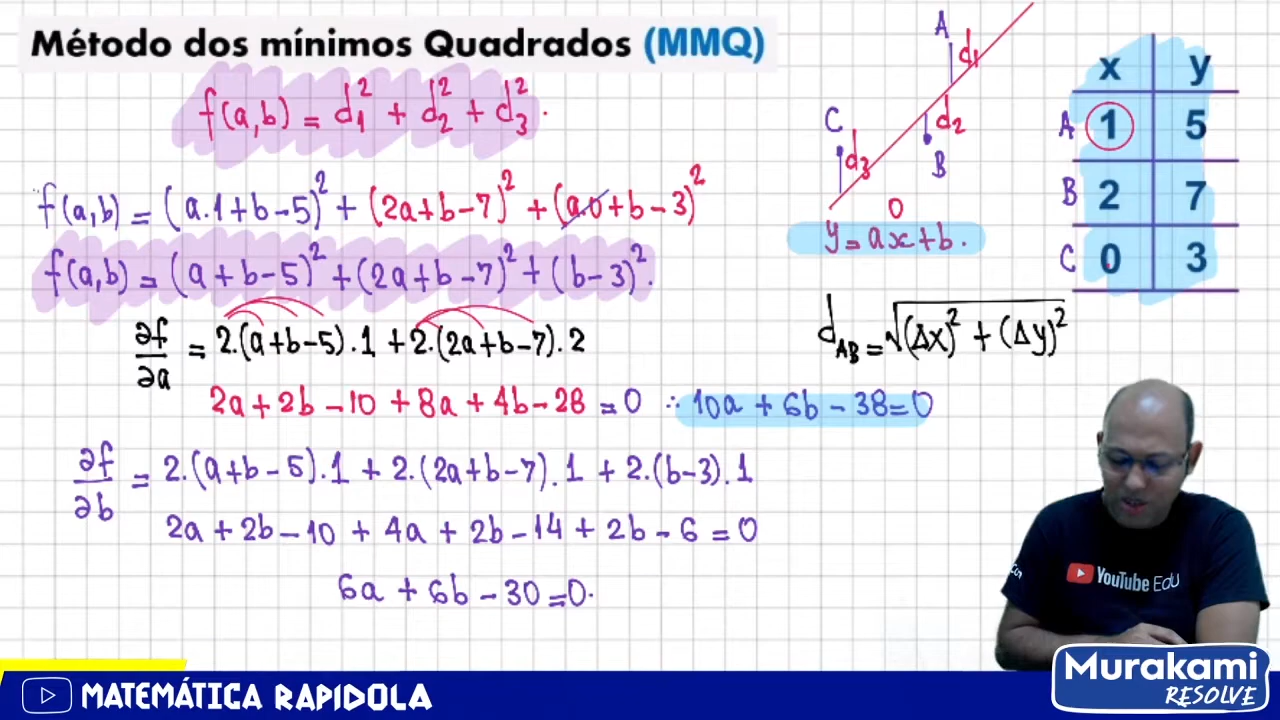 Método dos mínimos Quadrados (MMQ)
f(a,b) = d₁² + d₂² + d₃².
f(a,b) = (a.1+b-5)² + (2a+b-7)² + (a.0+b-3)²
f(a,b) = (a+b-5)² + (2a+b-7)² + (b-3)².
∂f/∂a = 2.(a+b-5).1 + 2.(2a+b-7).2
2a+2b-10 + 8a+4b-28 = 0 ∴ 10a + 6b - 38 = 0
∂f/∂b = 2.(a+b-5).1 + 2.(2a+b-7).1 + 2.(b-3).1
2a+2b-10 + 4a+2b-14 + 2b-6 = 0
6a + 6b - 30 = 0.
A
d₁
C
d₂
d₃
B
0
y = ax+b.
x y
A 1 5
B 2 7
C 0 3
d_AB = √(Δx)² + (Δy)²
YouTube Edu
MATEMÁTICA RAPIDOLA
Murakami
RESOLVE